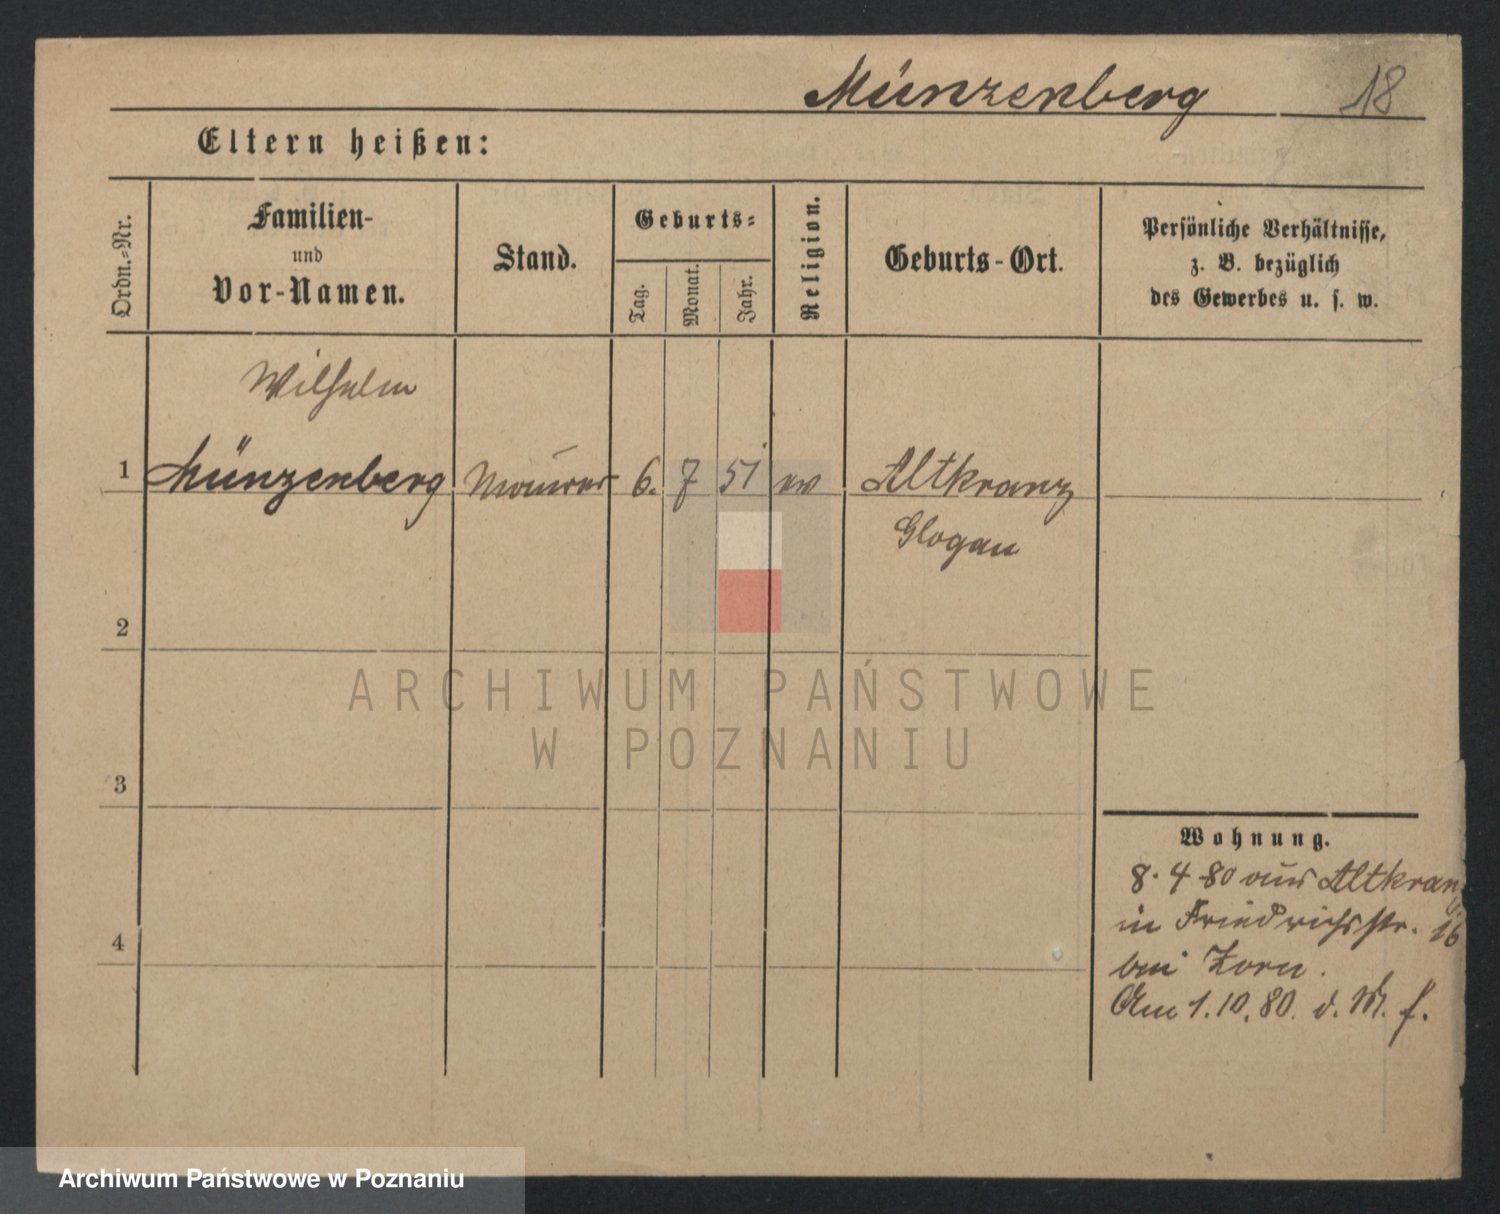 Münzenberg 18
Eltern heißen:
Ordn.-Nr.
Familien-
und
Vor-Namen.
Stand.
Geburts-
Tag.
Monat.
Jahr.
Religion.
Geburts-Ort.
Persönliche Verhältnisse,
z. B. bezüglich
des Gewerbes u. s. w.
Wilhelm
1 Münzenberg Maurer 6. 7 51 ev Altkranz
Glogau
2
3
4
Wohnung.
8. 4 80 aus Altkranz
in Friedrichsstr. 16
bei Zorn.
Am 1.10.80. d. M. f.
ARCHIWUM PAŃSTWOWE
W POZNANIU
Archiwum Państwowe w Poznaniu